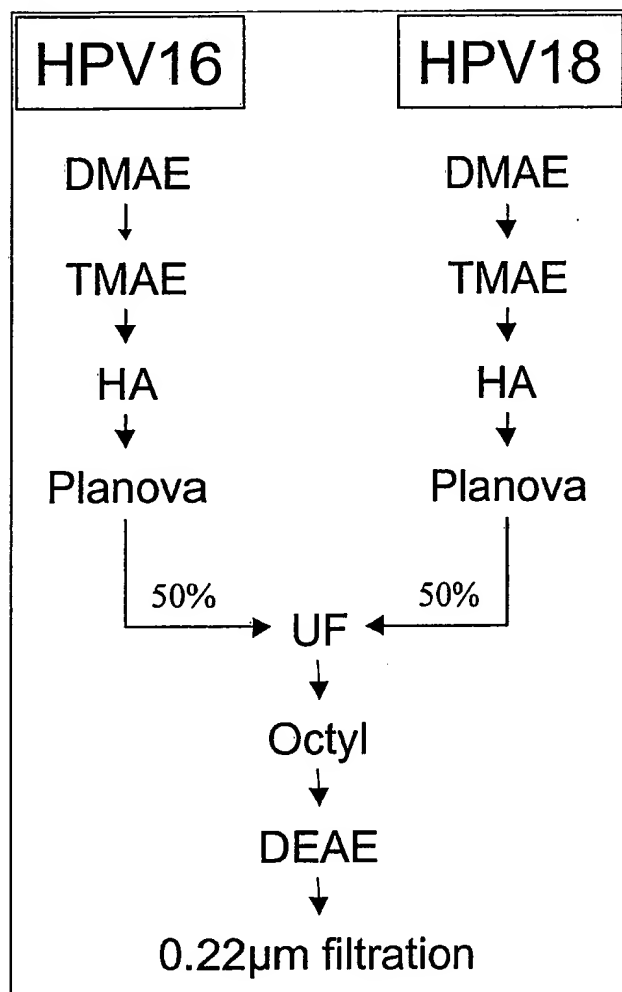 HPV16 HPV18
DMAE DMAE
TMAE TMAE
HA HA
Planova Planova
50% 50%
UF
Octyl
DEAE
0.22µm filtration